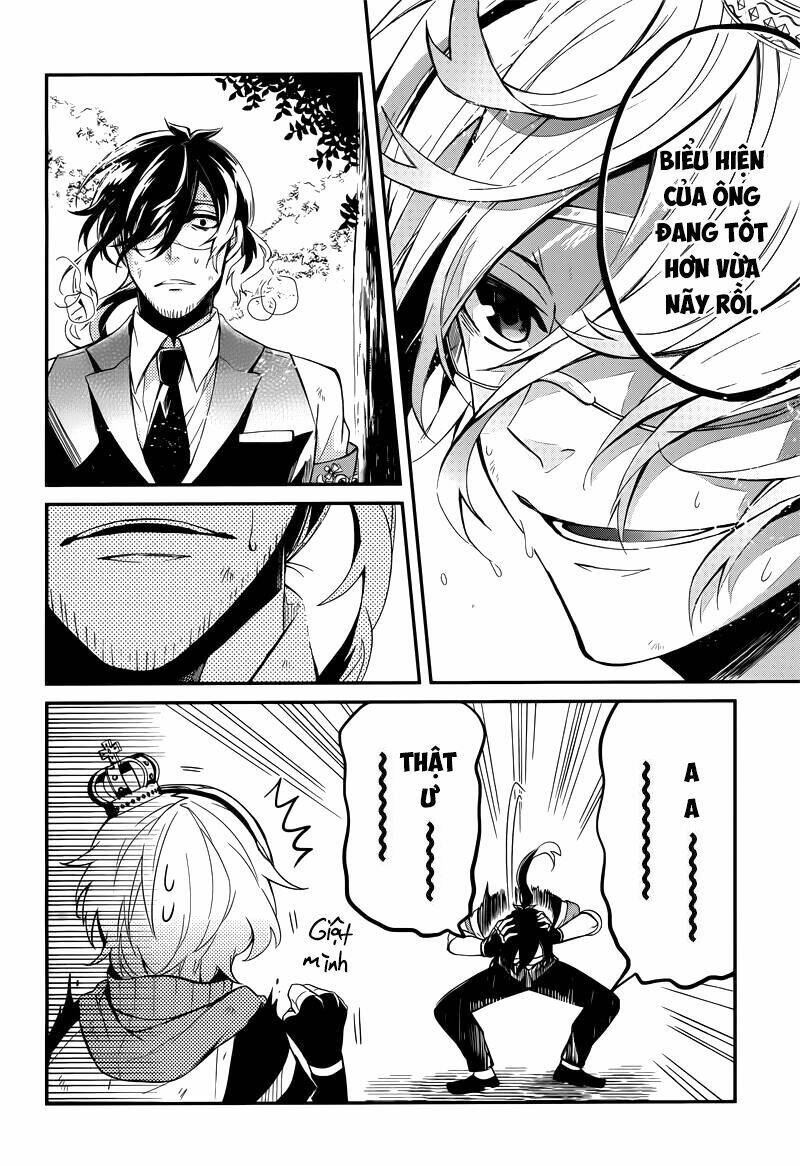 BIỂU HIỆN
CỦA ÔNG
ĐANG TỐT
HƠN VỪA
NÃY RỒI.
A
A
THẬT
Ư
Giật
mình